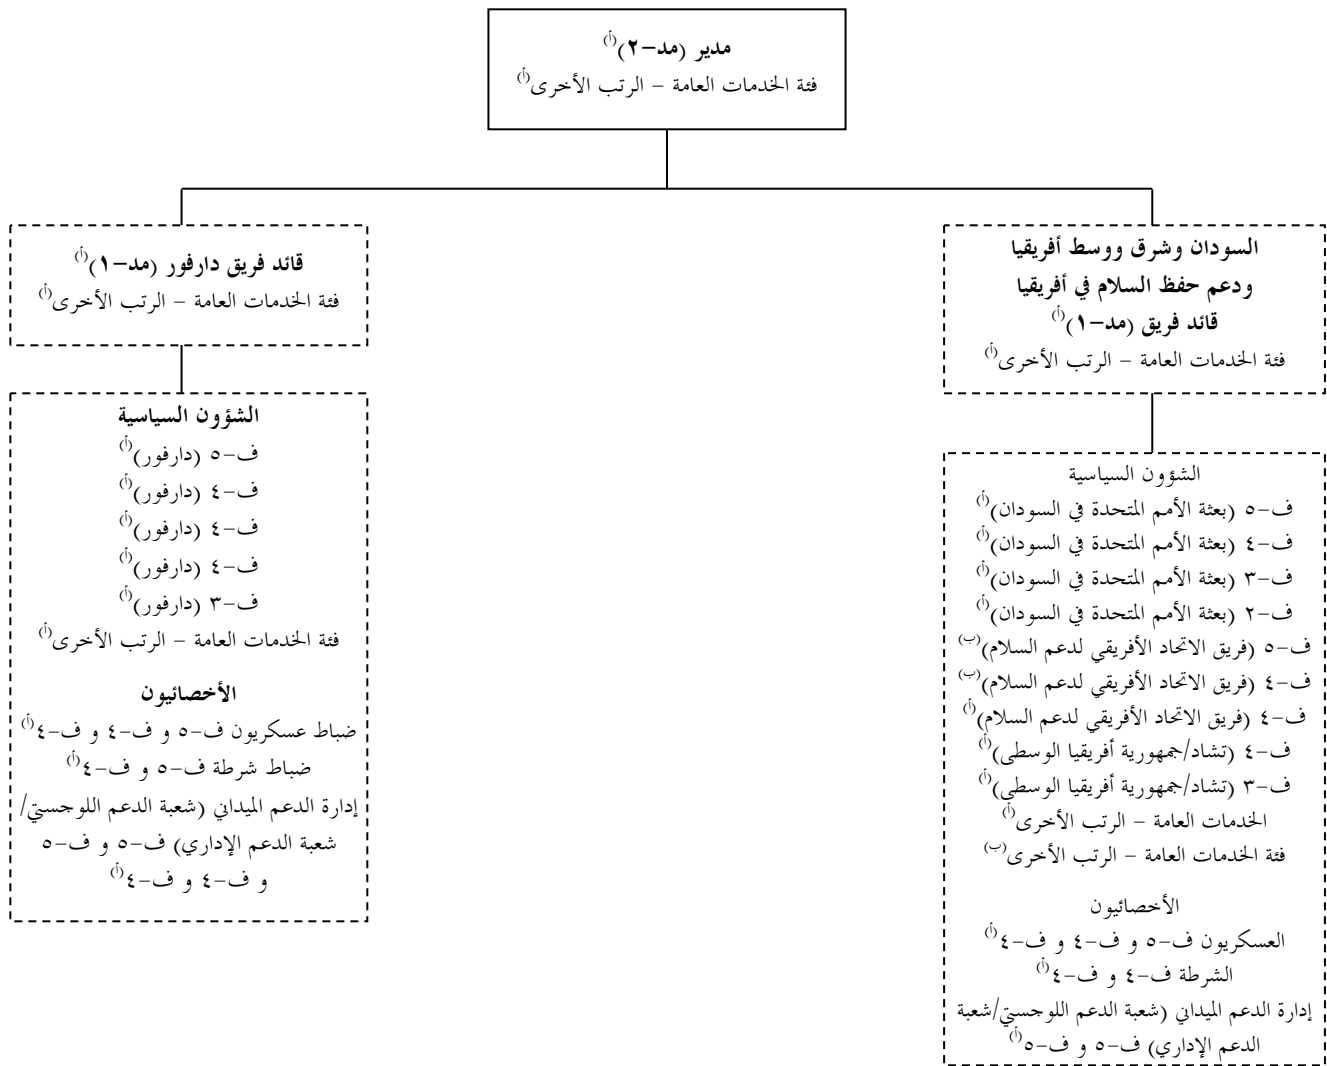 مدير (مد-٢)(أ)
فئة الخدمات العامة - الرتب الأخرى(أ)
السودان وشرق ووسط أفريقيا
ودعم حفظ السلام في أفريقيا
قائد فريق (مد-١)(أ)
فئة الخدمات العامة - الرتب الأخرى(أ)
الشؤون السياسية
ف-٥ (بعثة الأمم المتحدة في السودان)(أ)
ف-٤ (بعثة الأمم المتحدة في السودان)(أ)
ف-٣ (بعثة الأمم المتحدة في السودان)(أ)
ف-٢ (بعثة الأمم المتحدة في السودان)(أ)
ف-٥ (فريق الاتحاد الأفريقي لدعم السلام)(ب)
ف-٤ (فريق الاتحاد الأفريقي لدعم السلام)(ب)
ف-٤ (فريق الاتحاد الأفريقي لدعم السلام)(أ)
ف-٤ (تشاد/جمهورية أفريقيا الوسطى)(أ)
ف-٣ (تشاد/جمهورية أفريقيا الوسطى)(أ)
الخدمات العامة - الرتب الأخرى(أ)
فئة الخدمات العامة - الرتب الأخرى(ب)
الأخصائيون
العسكريون ف-٥ و ف-٤ و ف-٤(أ)
الشرطة ف-٤ و ف-٤(أ)
إدارة الدعم الميداني (شعبة الدعم اللوجستي/شعبة
الدعم الإداري) ف-٥ و ف-٥(أ)
قائد فريق دارفور (مد-١)(أ)
فئة الخدمات العامة - الرتب الأخرى(أ)
الشؤون السياسية
ف-٥ (دارفور)(أ)
ف-٤ (دارفور)(أ)
ف-٤ (دارفور)(أ)
ف-٤ (دارفور)(أ)
ف-٣ (دارفور)(أ)
فئة الخدمات العامة - الرتب الأخرى(أ)
الأخصائيون
ضباط عسكريون ف-٥ و ف-٤ و ف-٤(أ)
ضباط شرطة ف-٥ و ف-٤(أ)
إدارة الدعم الميداني (شعبة الدعم اللوجستي/
شعبة الدعم الإداري) ف-٥ و ف-٥
و ف-٤ و ف-٤(أ)